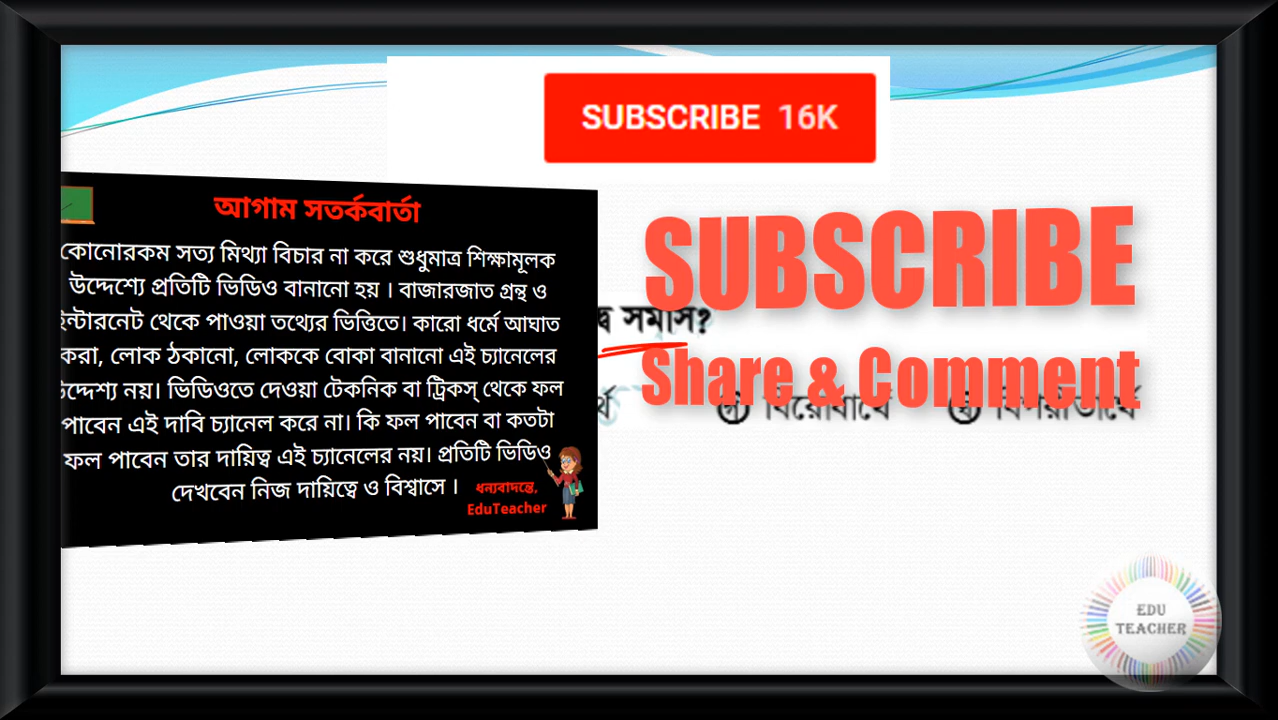 SUBSCRIBE 16K
আগাম সতর্কবার্তা
কোনোরকম সত্য মিথ্যা বিচার না করে শুধুমাত্র শিক্ষামূলক
উদ্দেশ্যে প্রতিটি ভিডিও বানানো হয় । বাজারজাত গ্রন্থ ও
ইন্টারনেট থেকে পাওয়া তথ্যের ভিত্তিতে। কারো ধর্মে আঘাত
করা, লোক ঠকানো, লোককে বোকা বানানো এই চ্যানেলের
উদ্দেশ্য নয়। ভিডিওতে দেওয়া টেকনিক বা ট্রিকস্ থেকে ফল
পাবেন এই দাবি চ্যানেল করে না। কি ফল পাবেন বা কতটা
ফল পাবেন তার দায়িত্ব এই চ্যানেলের নয়। প্রতিটি ভিডিও
দেখবেন নিজ দায়িত্বে ও বিশ্বাসে ।
ধন্যবাদন্তে,
EduTeacher
SUBSCRIBE
সমাস?
Share & Comment
বিরোধার্থে
বিপরীতার্থে
EDU
TEACHER